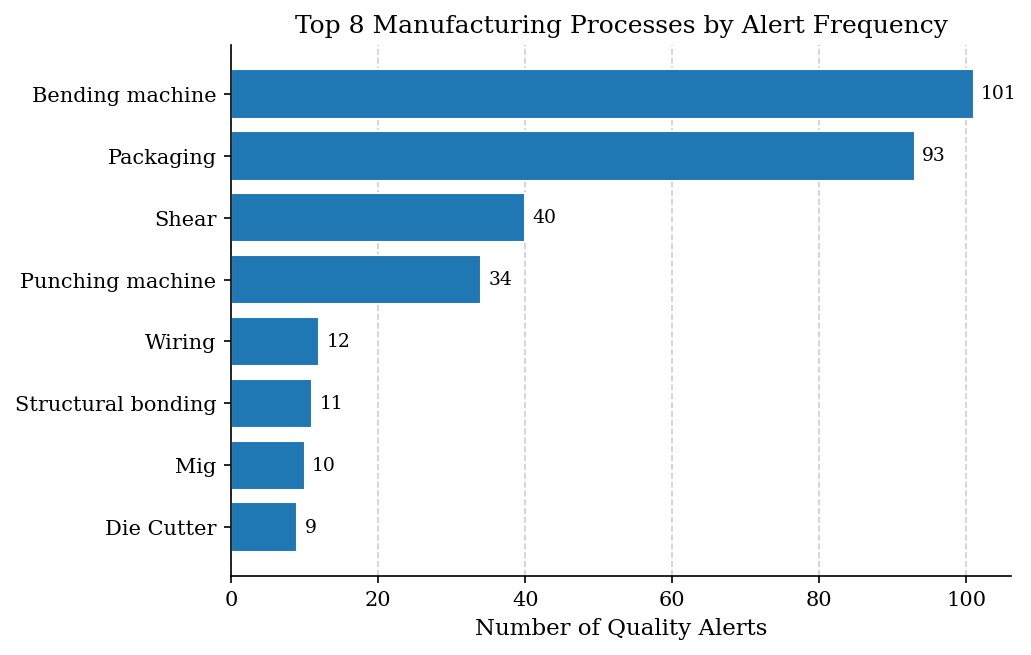 Top 8 Manufacturing Processes by Alert Frequency
Bending machine 101
Packaging 93
Shear 40
Punching machine 34
Wiring 12
Structural bonding 11
Mig 10
Die Cutter 9
0 20 40 60 80 100
Number of Quality Alerts